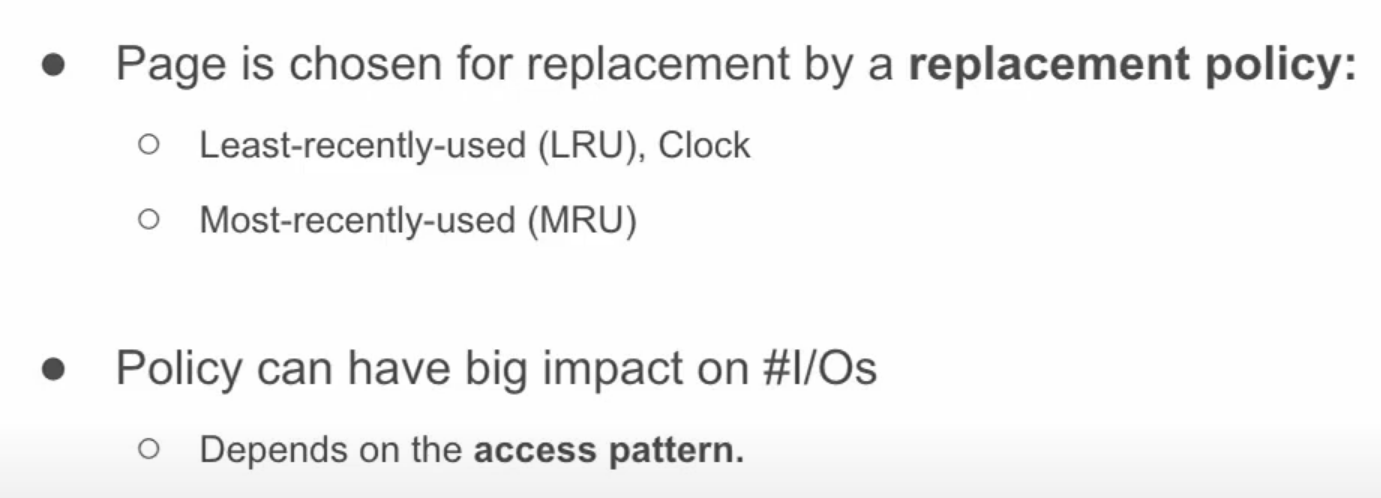 ● Page is chosen for replacement by a replacement policy:
○ Least-recently-used (LRU), Clock
○ Most-recently-used (MRU)
● Policy can have big impact on #I/Os
○ Depends on the access pattern.